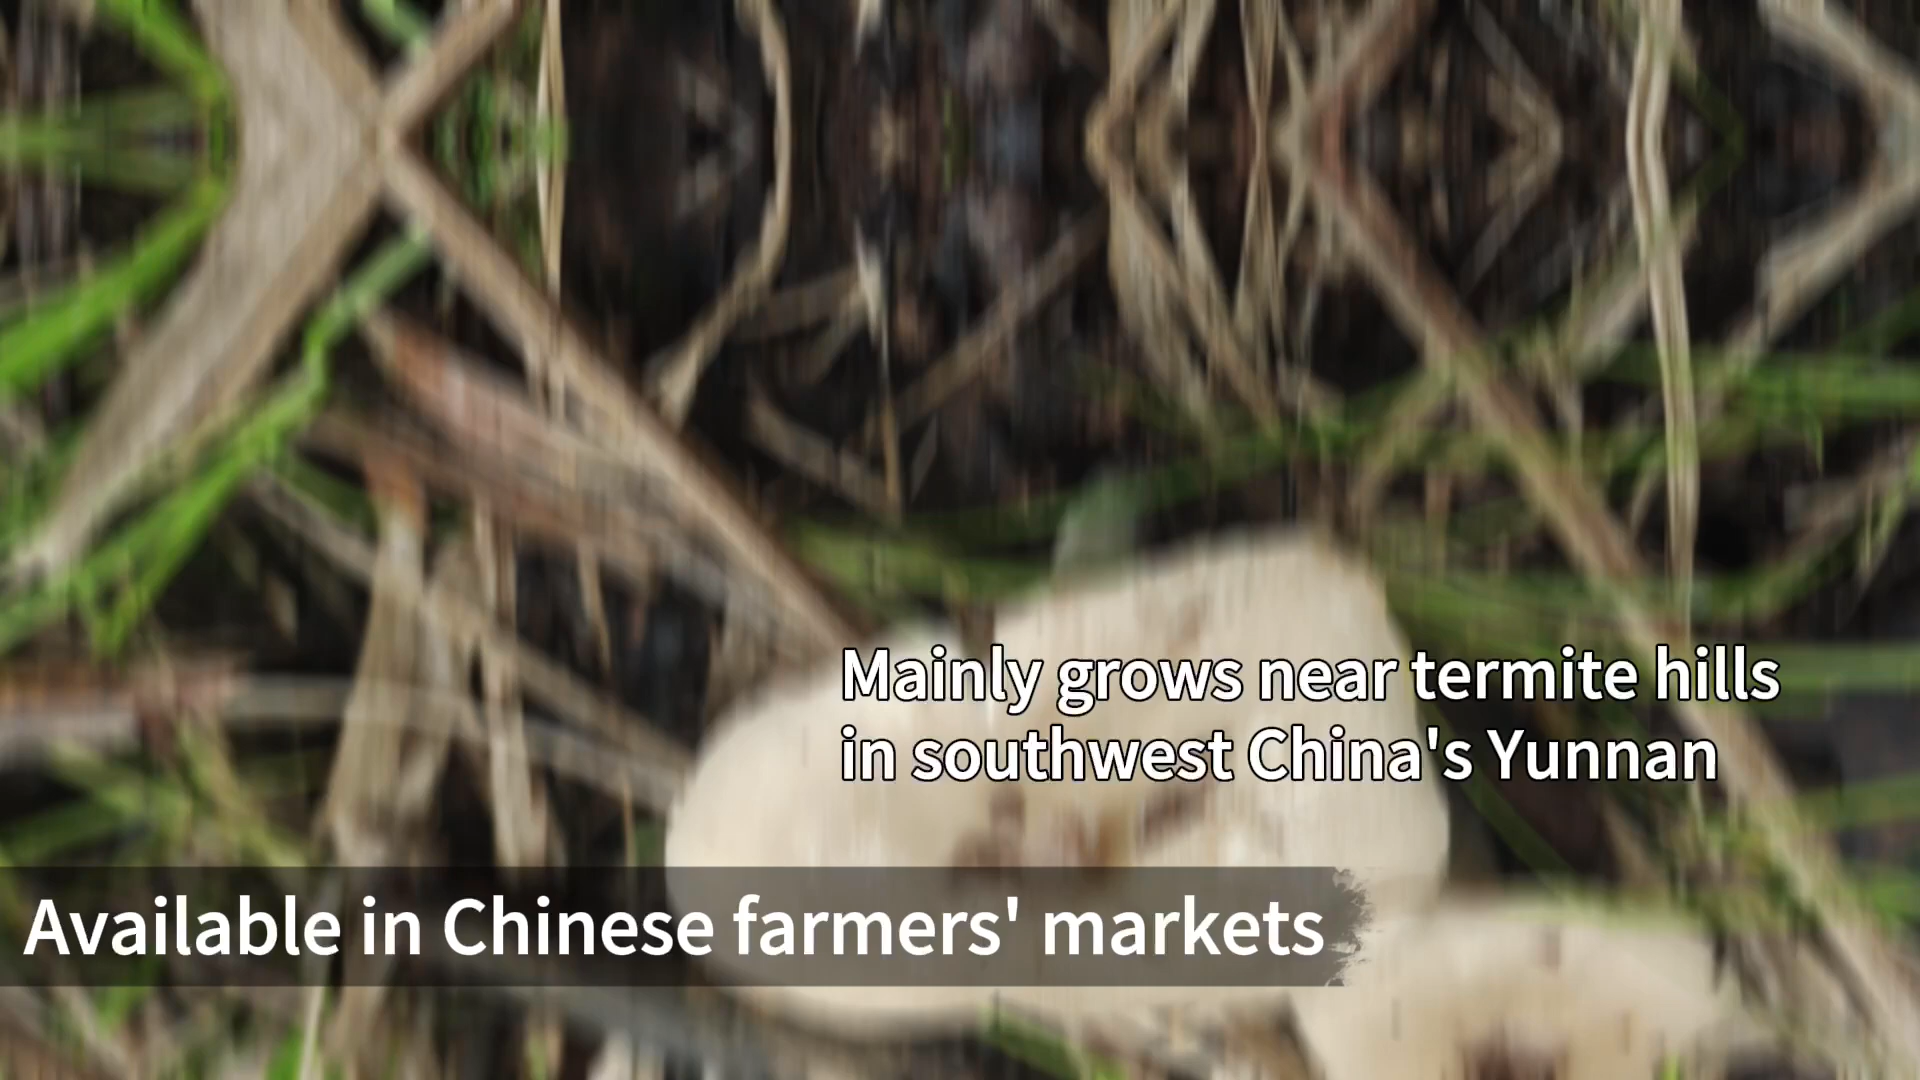 Mainly grows near termite hills
in southwest China's Yunnan
Available in Chinese farmers' markets